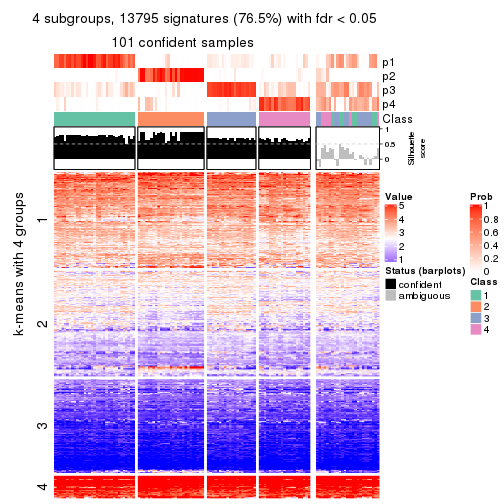 4 subgroups, 13795 signatures (76.5%) with fdr < 0.05
101 confident samples
p1
p2
p3
p4
Class
1
0.5
0
Silhouette
score
k-means with 4 groups
1
2
3
4
Value
5
4
3
2
1
Status (barplots)
confident
ambiguous
Prob
1
0.8
0.6
0.4
0.2
0
Class
1
2
3
4